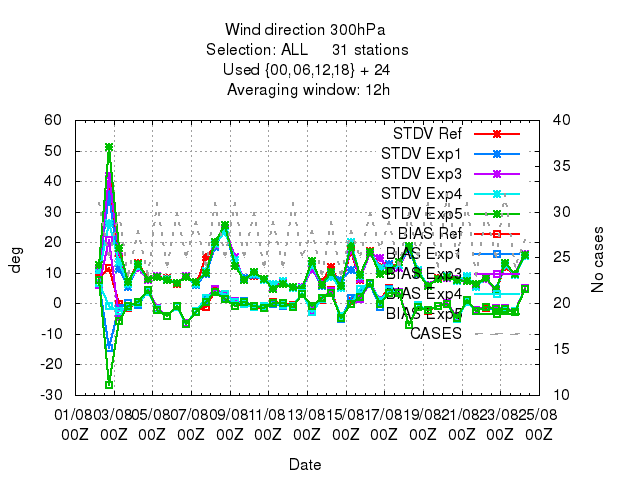 Wind direction 300hPa
Selection: ALL 31 stations
Used {00,06,12,18} + 24
Averaging window: 12h
60 40
50 35
40
30 30
20 25
10
0 20
-10
-20 15
-30 10
deg
No cases
STDV Ref
STDV Exp1
STDV Exp3
STDV Exp4
STDV Exp5
BIAS Ref
BIAS Exp1
BIAS Exp3
BIAS Exp4
BIAS Exp5
CASES
01/08 03/08 05/08 07/08 09/08 11/08 13/08 15/08 17/08 19/08 21/08 23/08 25/08
00Z 00Z 00Z 00Z 00Z 00Z 00Z 00Z 00Z 00Z 00Z 00Z 00Z
Date